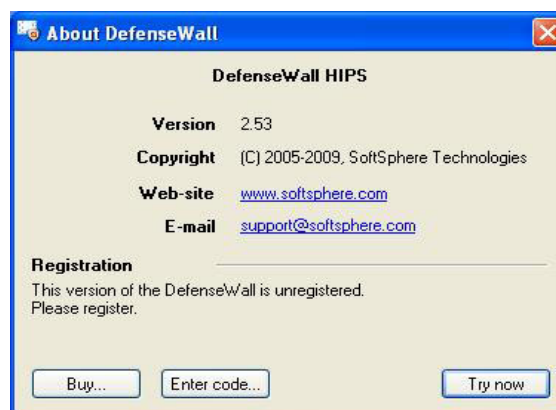 About DefenseWall
DefenseWall HIPS
Version 2.53
Copyright (C) 2005-2009, SoftSphere Technologies
Web-site www.softsphere.com
E-mail support@softsphere.com
Registration
This version of the DefenseWall is unregistered.
Please register.
Buy... Enter code... Try now